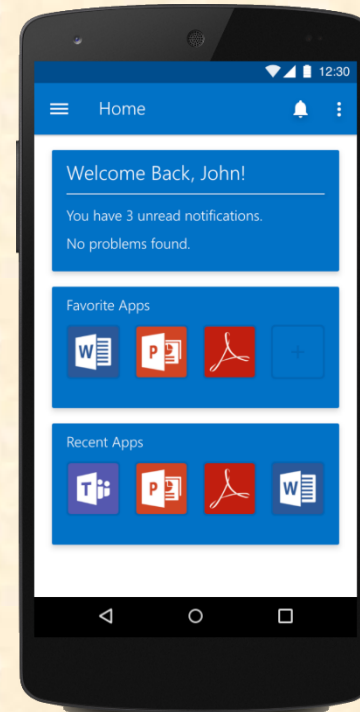 12:30
Home
Welcome Back, John!
You have 3 unread notifications.
No problems found.
Favorite Apps
W P
Recent Apps
T P W